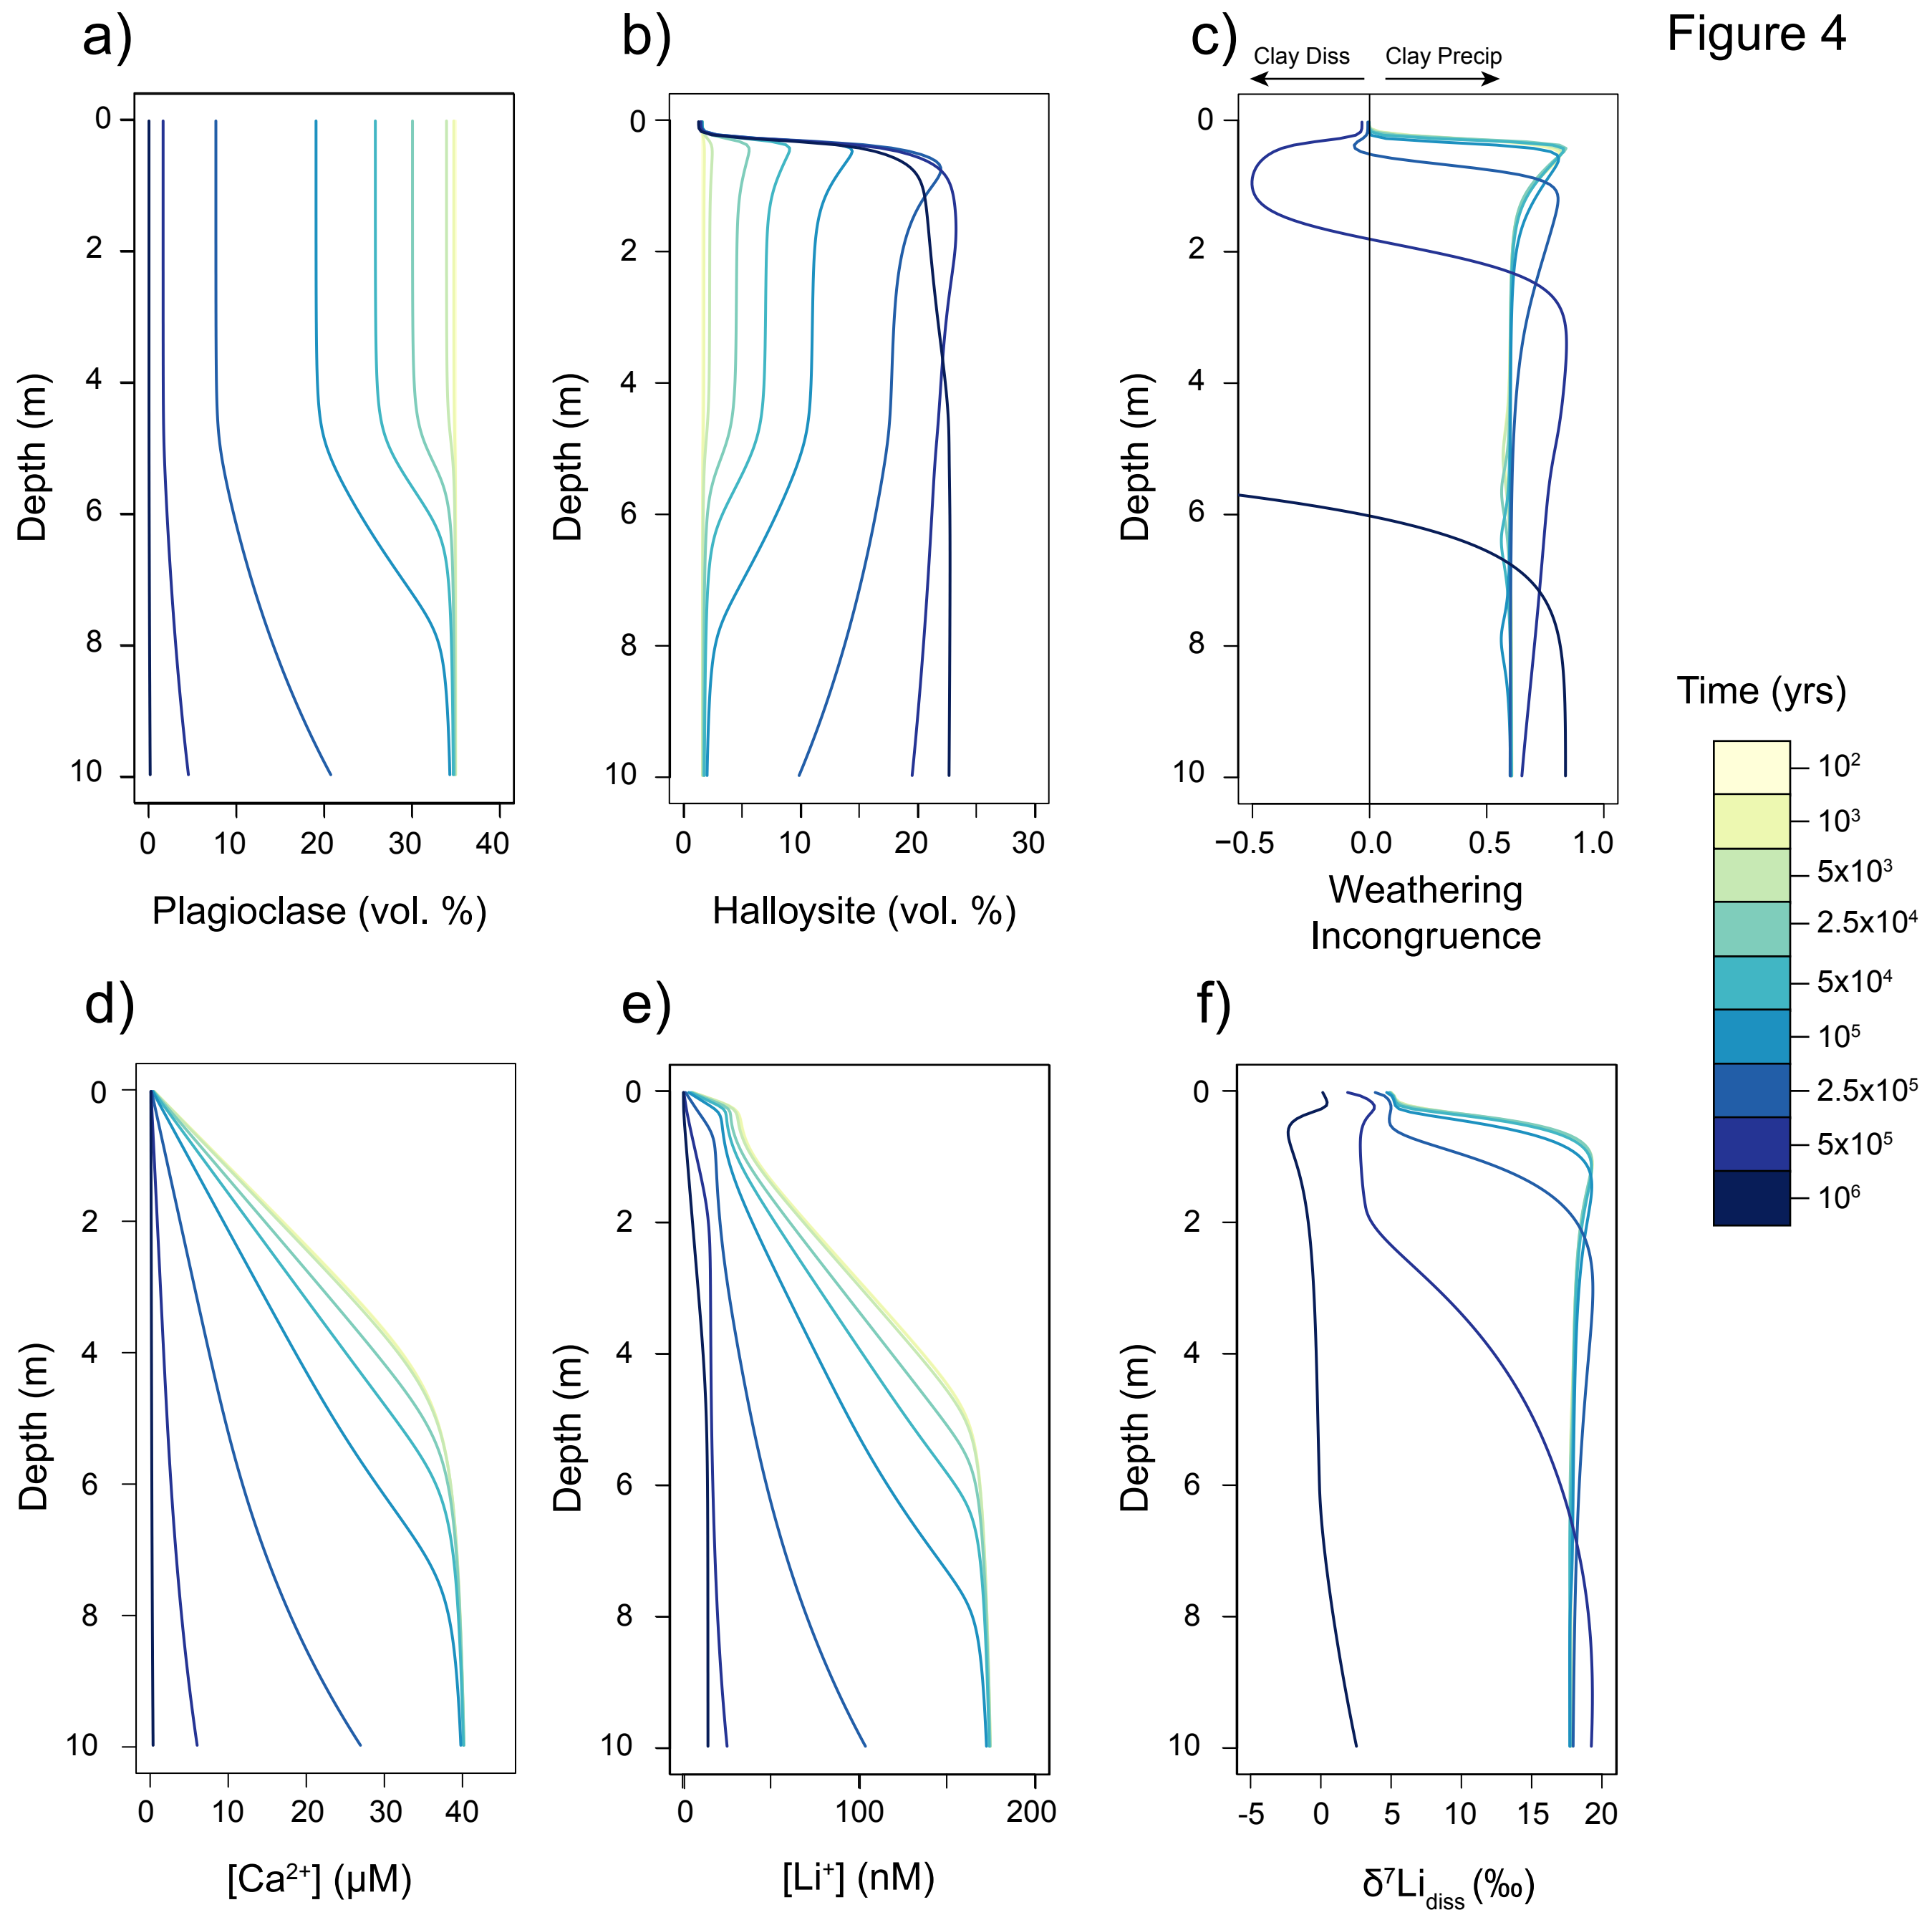 Figure 4
a)
0
2
4
6
8
10
Depth (m)
0 10 20 30 40
Plagioclase (vol. %)
b)
0
2
4
6
8
10
Depth (m)
0 10 20 30
Halloysite (vol. %)
c)
Clay Diss Clay Precip
0
2
4
6
8
10
Depth (m)
−0.5 0.0 0.5 1.0
Weathering
Incongruence
d)
0
2
4
6
8
10
Depth (m)
0 10 20 30 40
[Ca²⁺] (µM)
e)
0
2
4
6
8
10
Depth (m)
0 100 200
[Li⁺] (nM)
f)
0
2
4
6
8
10
Depth (m)
-5 0 5 10 15 20
δ⁷Li_diss (‰)
Time (yrs)
10²
10³
5x10³
2.5x10⁴
5x10⁴
10⁵
2.5x10⁵
5x10⁵
10⁶